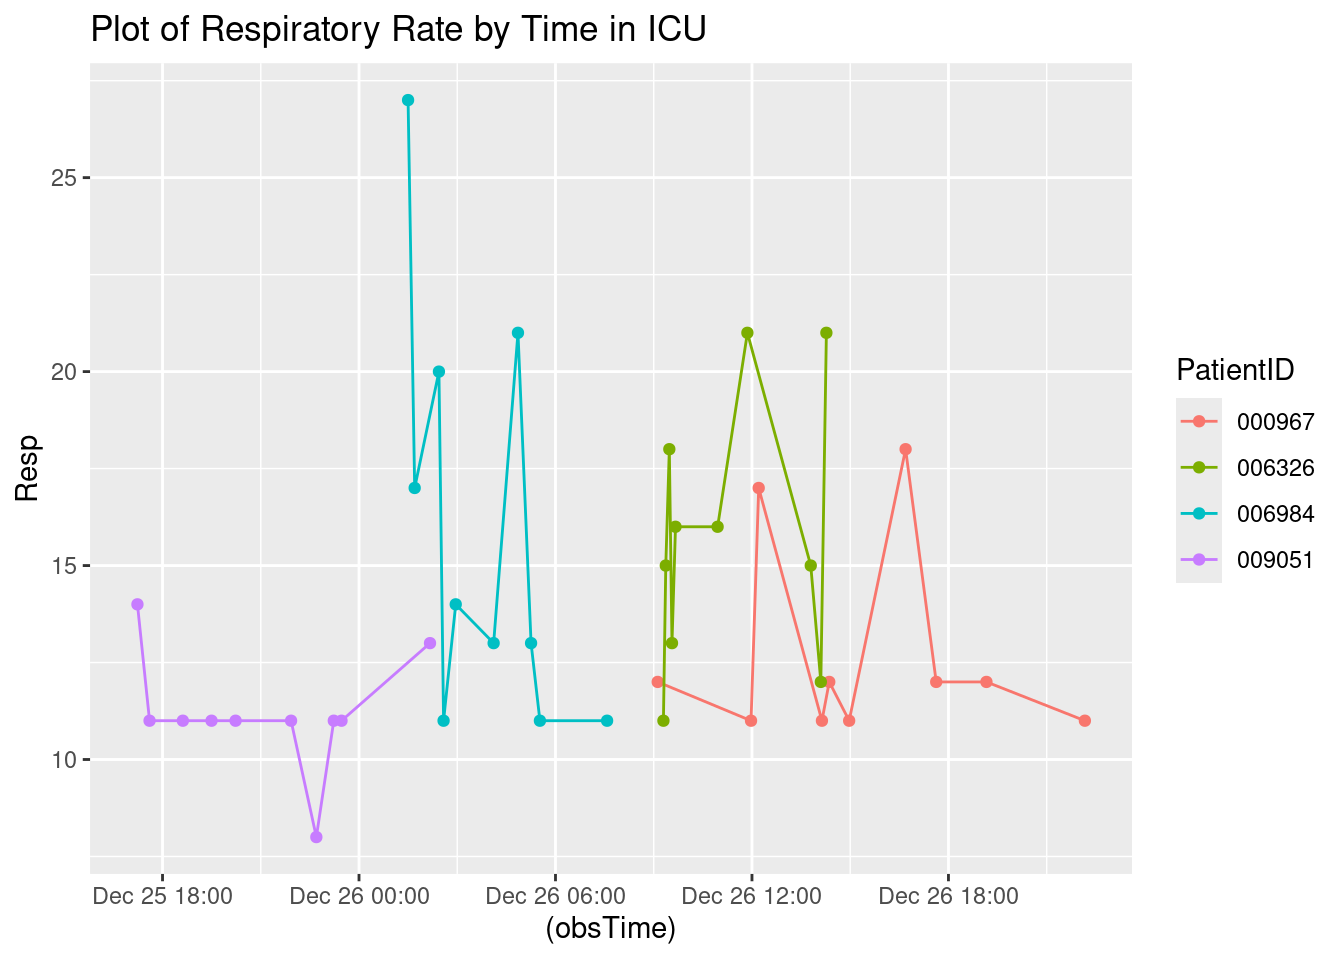 Plot of Respiratory Rate by Time in ICU
25
20
15
10
Resp
Dec 25 18:00 Dec 26 00:00 Dec 26 06:00 Dec 26 12:00 Dec 26 18:00
(obsTime)
PatientID
000967
006326
006984
009051